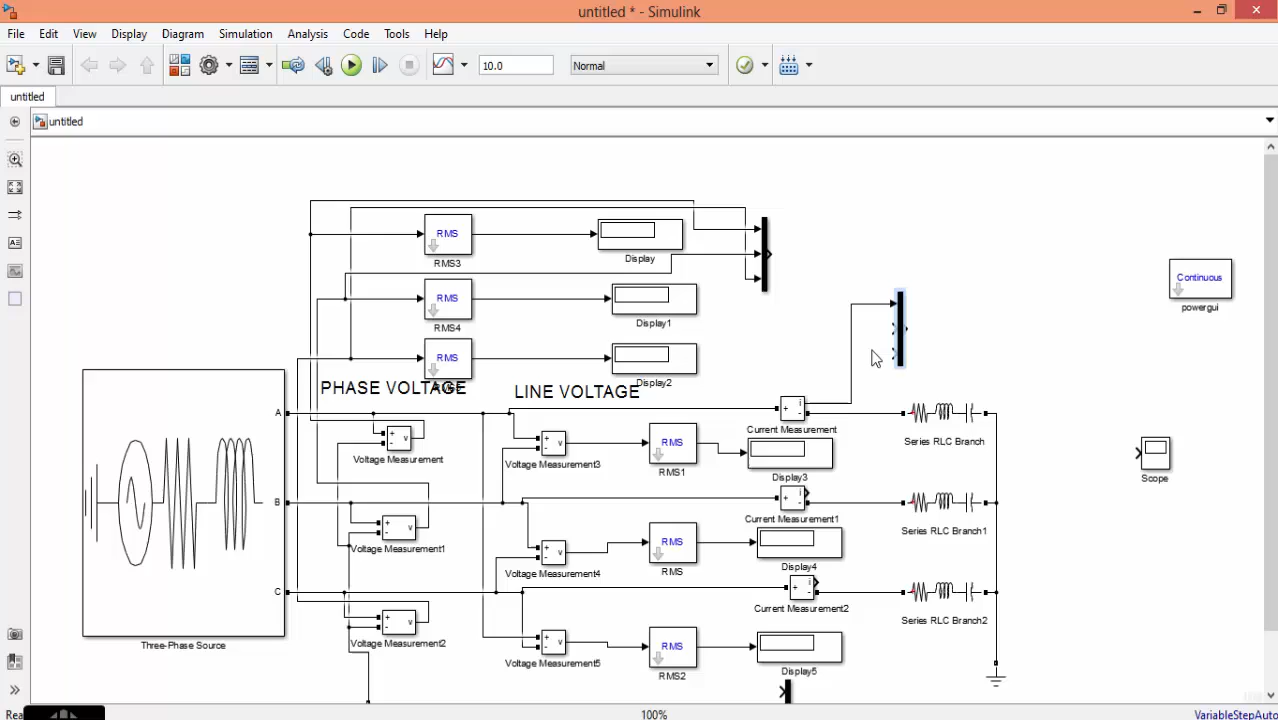 untitled * - Simulink
File Edit View Display Diagram Simulation Analysis Code Tools Help
10.0 Normal
untitled
untitled
RMS
RMS3
Display
RMS
RMS4
Display1
RMS
Display2
Continuous
powergui
PHASE VOLTAGE
LINE VOLTAGE
A
+
-
v
Voltage Measurement
+
-
v
Voltage Measurement3
RMS
RMS1
Display3
+
i
-
Current Measurement
Series RLC Branch
Scope
B
+
-
v
Voltage Measurement1
+
-
v
Voltage Measurement4
RMS
RMS
Display4
+
i
-
Current Measurement1
Series RLC Branch1
C
+
-
v
Voltage Measurement2
+
-
v
Voltage Measurement5
RMS
RMS2
Display5
+
i
-
Current Measurement2
Series RLC Branch2
Three-Phase Source
Rea
100%
VariableStepAuto